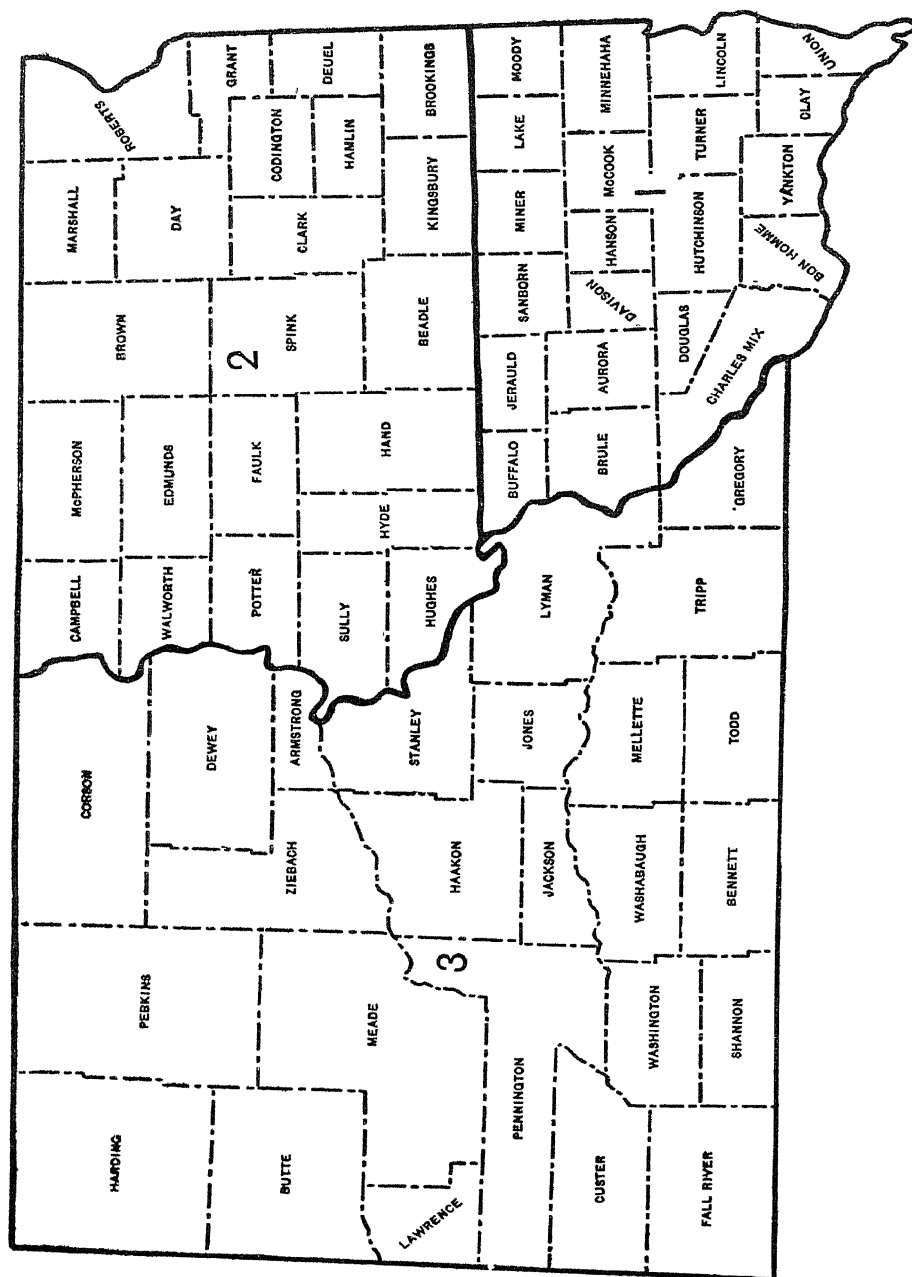 HARDING
PERKINS
CORSON
CAMPBELL
McPHERSON
BROWN
MARSHALL
ROBERTS
WALWORTH
EDMUNDS
DAY
DEWEY
GRANT
POTTER
FAULK
2
CODINGTON
BUTTE
ZIEBACH
ARMSTRONG
SPINK
CLARK
DEUEL
MEADE
SULLY
HAMLIN
LAWRENCE
STANLEY
HYDE
HAND
BEADLE
KINGSBURY
BROOKINGS
3
HAAKON
HUGHES
PENNINGTON
JONES
BUFFALO
JERAULD
SANBORN
MINER
LAKE
MOODY
JACKSON
LYMAN
CUSTER
BRULE
AURORA
DAVISON
HANSON
McCOOK
MINNEHAHA
WASHINGTON
WASHABAUGH
MELLETTE
TRIPP
DOUGLAS
HUTCHINSON
TURNER
LINCOLN
FALL RIVER
SHANNON
BENNETT
TODD
GREGORY
CHARLES MIX
BON HOMME
YANKTON
CLAY
UNION